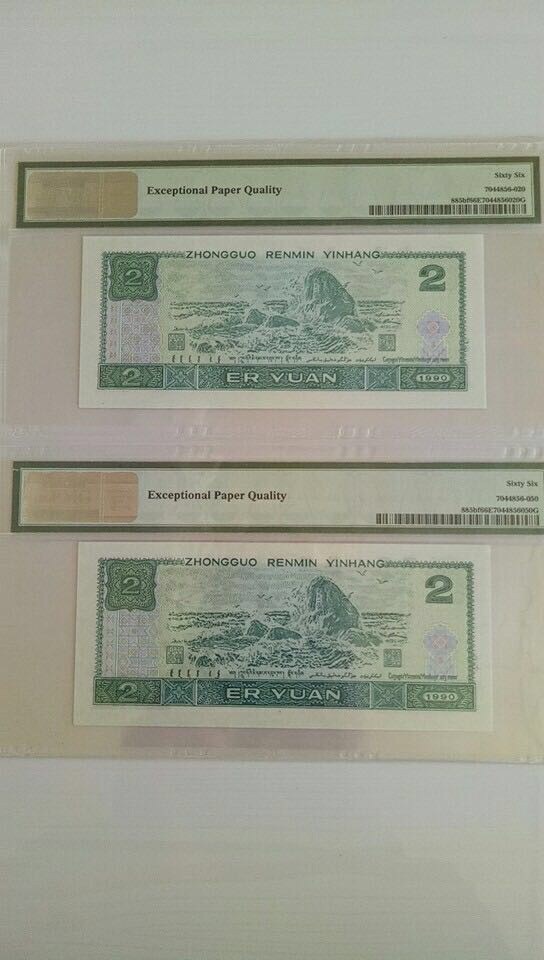 Exceptional Paper Quality
Sixty Six
7044856-020
885bf66E7044856020G
ZHONGGUO RENMIN YINHANG
2 2
2 ER YUAN 1990
Exceptional Paper Quality
Sixty Six
7044856-050
885bf66E7044856050G
ZHONGGUO RENMIN YINHANG
2 2
2 ER YUAN 1990